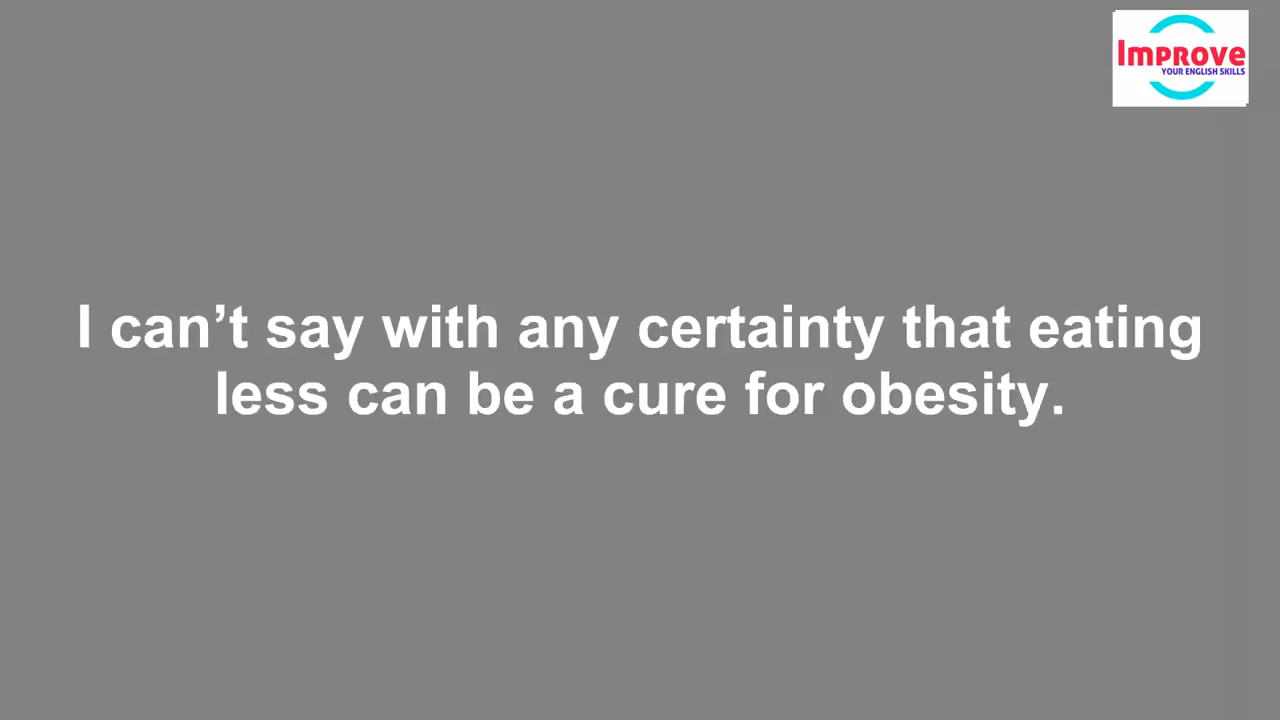 Improve
YOUR ENGLISH SKILLS
I can’t say with any certainty that eating
less can be a cure for obesity.